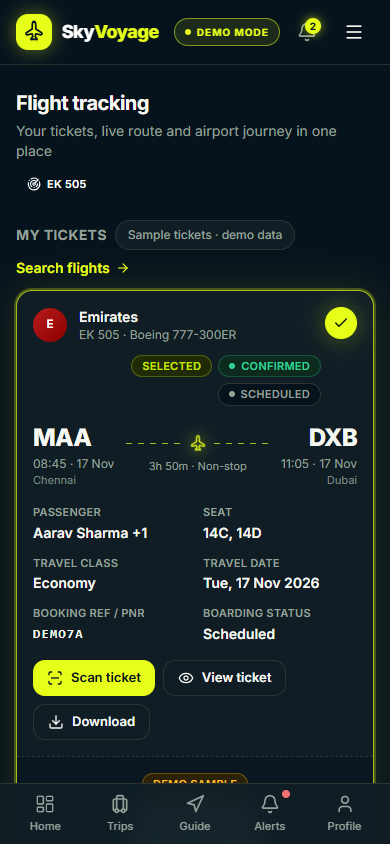 SkyVoyage
DEMO MODE
2
Flight tracking
Your tickets, live route and airport journey in one
place
EK 505
MY TICKETS
Sample tickets · demo data
Search flights →
E
Emirates
EK 505 · Boeing 777-300ER
SELECTED
CONFIRMED
SCHEDULED
MAA
DXB
08:45 · 17 Nov
3h 50m · Non-stop
11:05 · 17 Nov
Chennai
Dubai
PASSENGER
SEAT
Aarav Sharma +1
14C, 14D
TRAVEL CLASS
TRAVEL DATE
Economy
Tue, 17 Nov 2026
BOOKING REF / PNR
BOARDING STATUS
DEMO7A
Scheduled
Scan ticket
View ticket
Download
DEMO SAMPLE
Home
Trips
Guide
Alerts
Profile